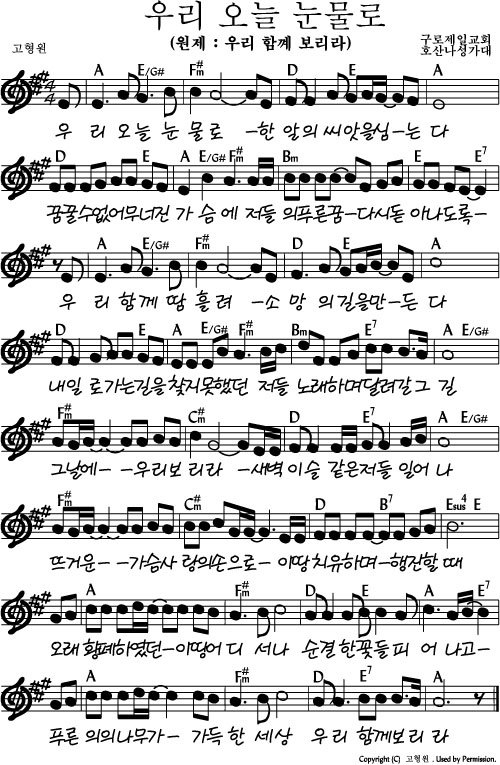 우리 오늘 눈물로
(원제 : 우리 함께 보리라)
고형원
구로제일교회
호산나성가대
A E/G# F#m D E A
4/4
우 리 오 늘 눈 물 로 -한 알 의 씨앗을심-는 다
D E A E/G# F#m Bm E A
꿈꿀수없어무너진 가 슴 에 저들 의푸른꿈-다시돋 아나도록-
A E/G# F#m D E A
우 리 함께 땀 흘 려 -소 망 의길을만-든 다
D E A E/G# F#m Bm E7 A E/G#
내일 로가는길을 찾지못했던 저들 노래하며달려갈 그 길
F#m C#m D E7 A E/G#
그날에- -우리보 리라 -새벽 이슬 같은저들 일어 나
F#m C#m D B7 Esus4 E
뜨거운- -가슴사 랑의손으로- 이땅치유하며-행진할 때
A F#m D E
오래 황폐하였던-이땅어 디 서나 순결 한꽃들 피 어 나고-
A F#m D E7 A
푸른 의의나무가- 가득 한 세상 우 리 함께보리 라
Copyright (C) 고형원 . Used by Permission.